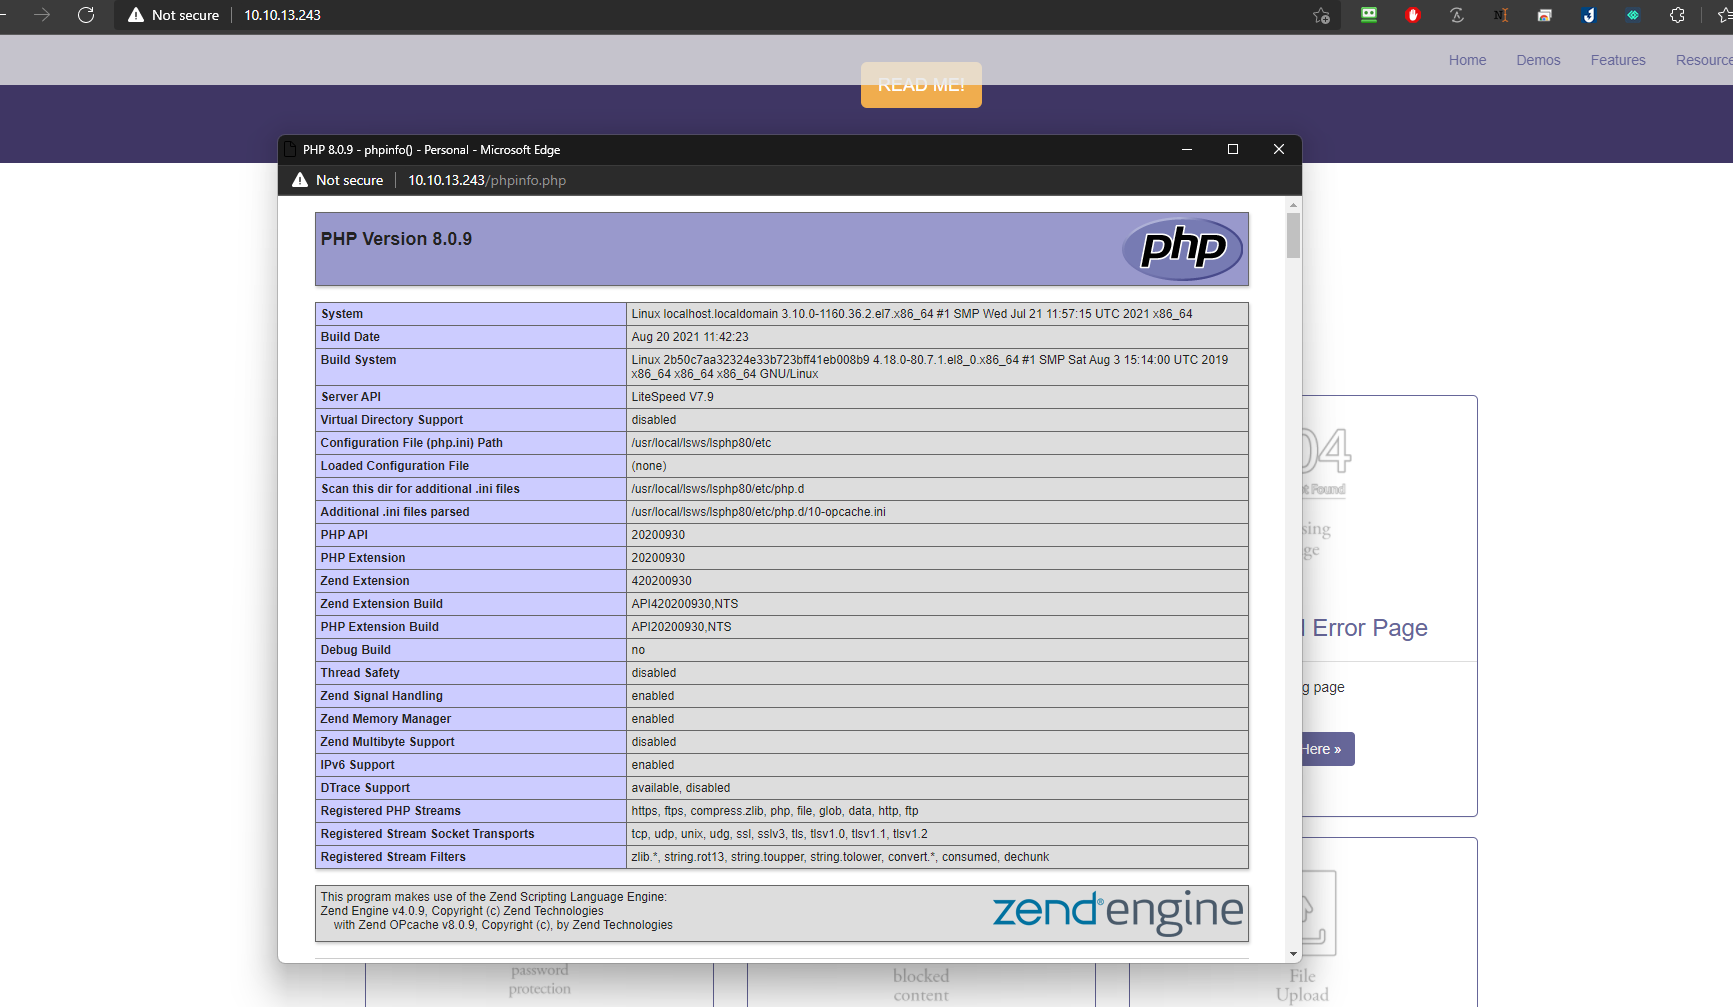 Not secure 10.10.13.243
Home Demos Features
READ ME!
PHP 8.0.9 - phpinfo() - Personal - Microsoft Edge
Not secure 10.10.13.243/phpinfo.php
PHP Version 8.0.9
php
System Linux localhost.localdomain 3.10.0-1160.36.2.el7.x86_64 #1 SMP Wed Jul 21 11:57:15 UTC 2021 x86_64
Build Date Aug 20 2021 11:42:23
Build System Linux 2b50c7aa32324e33b723bff41eb008b9 4.18.0-80.7.1.el8_0.x86_64 #1 SMP Sat Aug 3 15:14:00 UTC 2019
x86_64 x86_64 x86_64 GNU/Linux
Server API LiteSpeed V7.9
Virtual Directory Support disabled
Configuration File (php.ini) Path /usr/local/lsws/lsphp80/etc
Loaded Configuration File (none)
Scan this dir for additional .ini files /usr/local/lsws/lsphp80/etc/php.d
Additional .ini files parsed /usr/local/lsws/lsphp80/etc/php.d/10-opcache.ini
PHP API 20200930
PHP Extension 20200930
Zend Extension 420200930
Zend Extension Build API420200930,NTS
PHP Extension Build API20200930,NTS
Debug Build no
Thread Safety disabled
Zend Signal Handling enabled
Zend Memory Manager enabled
Zend Multibyte Support disabled
IPv6 Support enabled
DTrace Support available, disabled
Registered PHP Streams https, ftps, compress.zlib, php, file, glob, data, http, ftp
Registered Stream Socket Transports tcp, udp, unix, udg, ssl, sslv3, tls, tlsv1.0, tlsv1.1, tlsv1.2
Registered Stream Filters zlib.*, string.rot13, string.toupper, string.tolower, convert.*, consumed, dechunk
This program makes use of the Zend Scripting Language Engine:
Zend Engine v4.0.9, Copyright (c) Zend Technologies
with Zend OPcache v8.0.9, Copyright (c), by Zend Technologies
zend engine
Found
Error Page
page
Here »
password
protection
blocked
content
File
Upload